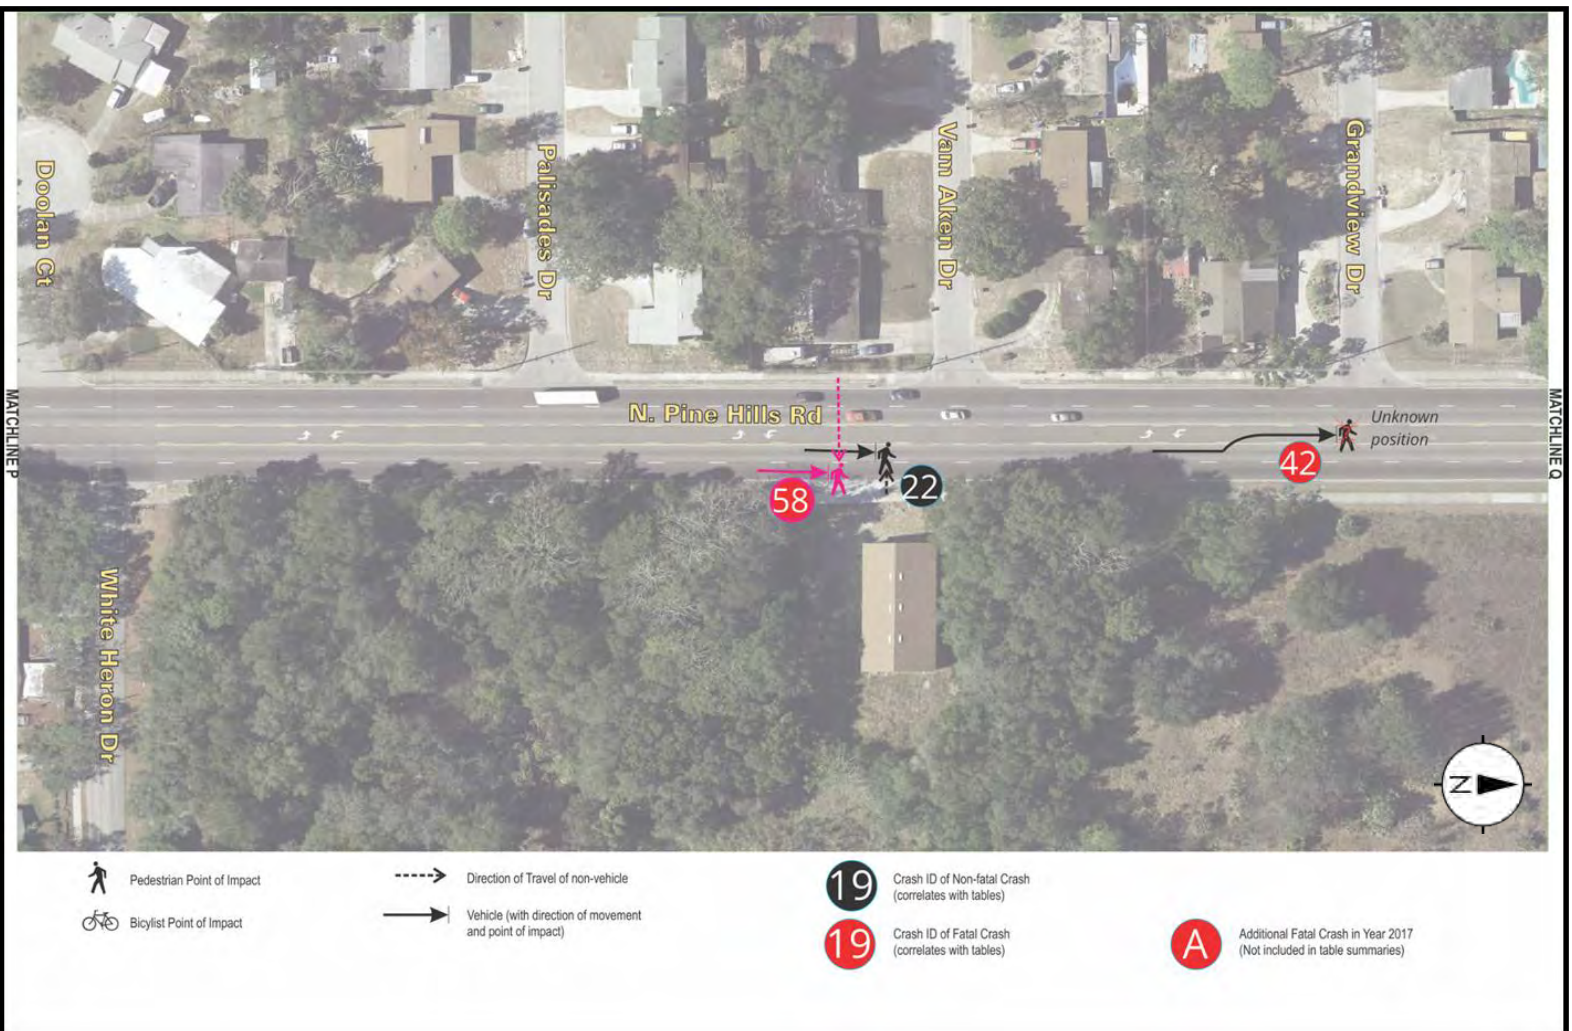 Doolan Ct
Palisades Dr
Vam Aken Dr
Grandview Dr
MATCHLINE P
N. Pine Hills Rd
MATCHLINE Q
Unknown
position
42
58
22
White Heron Dr
N
Pedestrian Point of Impact
Bicylist Point of Impact
Direction of Travel of non-vehicle
Vehicle (with direction of movement
and point of impact)
19
Crash ID of Non-fatal Crash
(correlates with tables)
19
Crash ID of Fatal Crash
(correlates with tables)
A
Additional Fatal Crash in Year 2017
(Not included in table summaries)